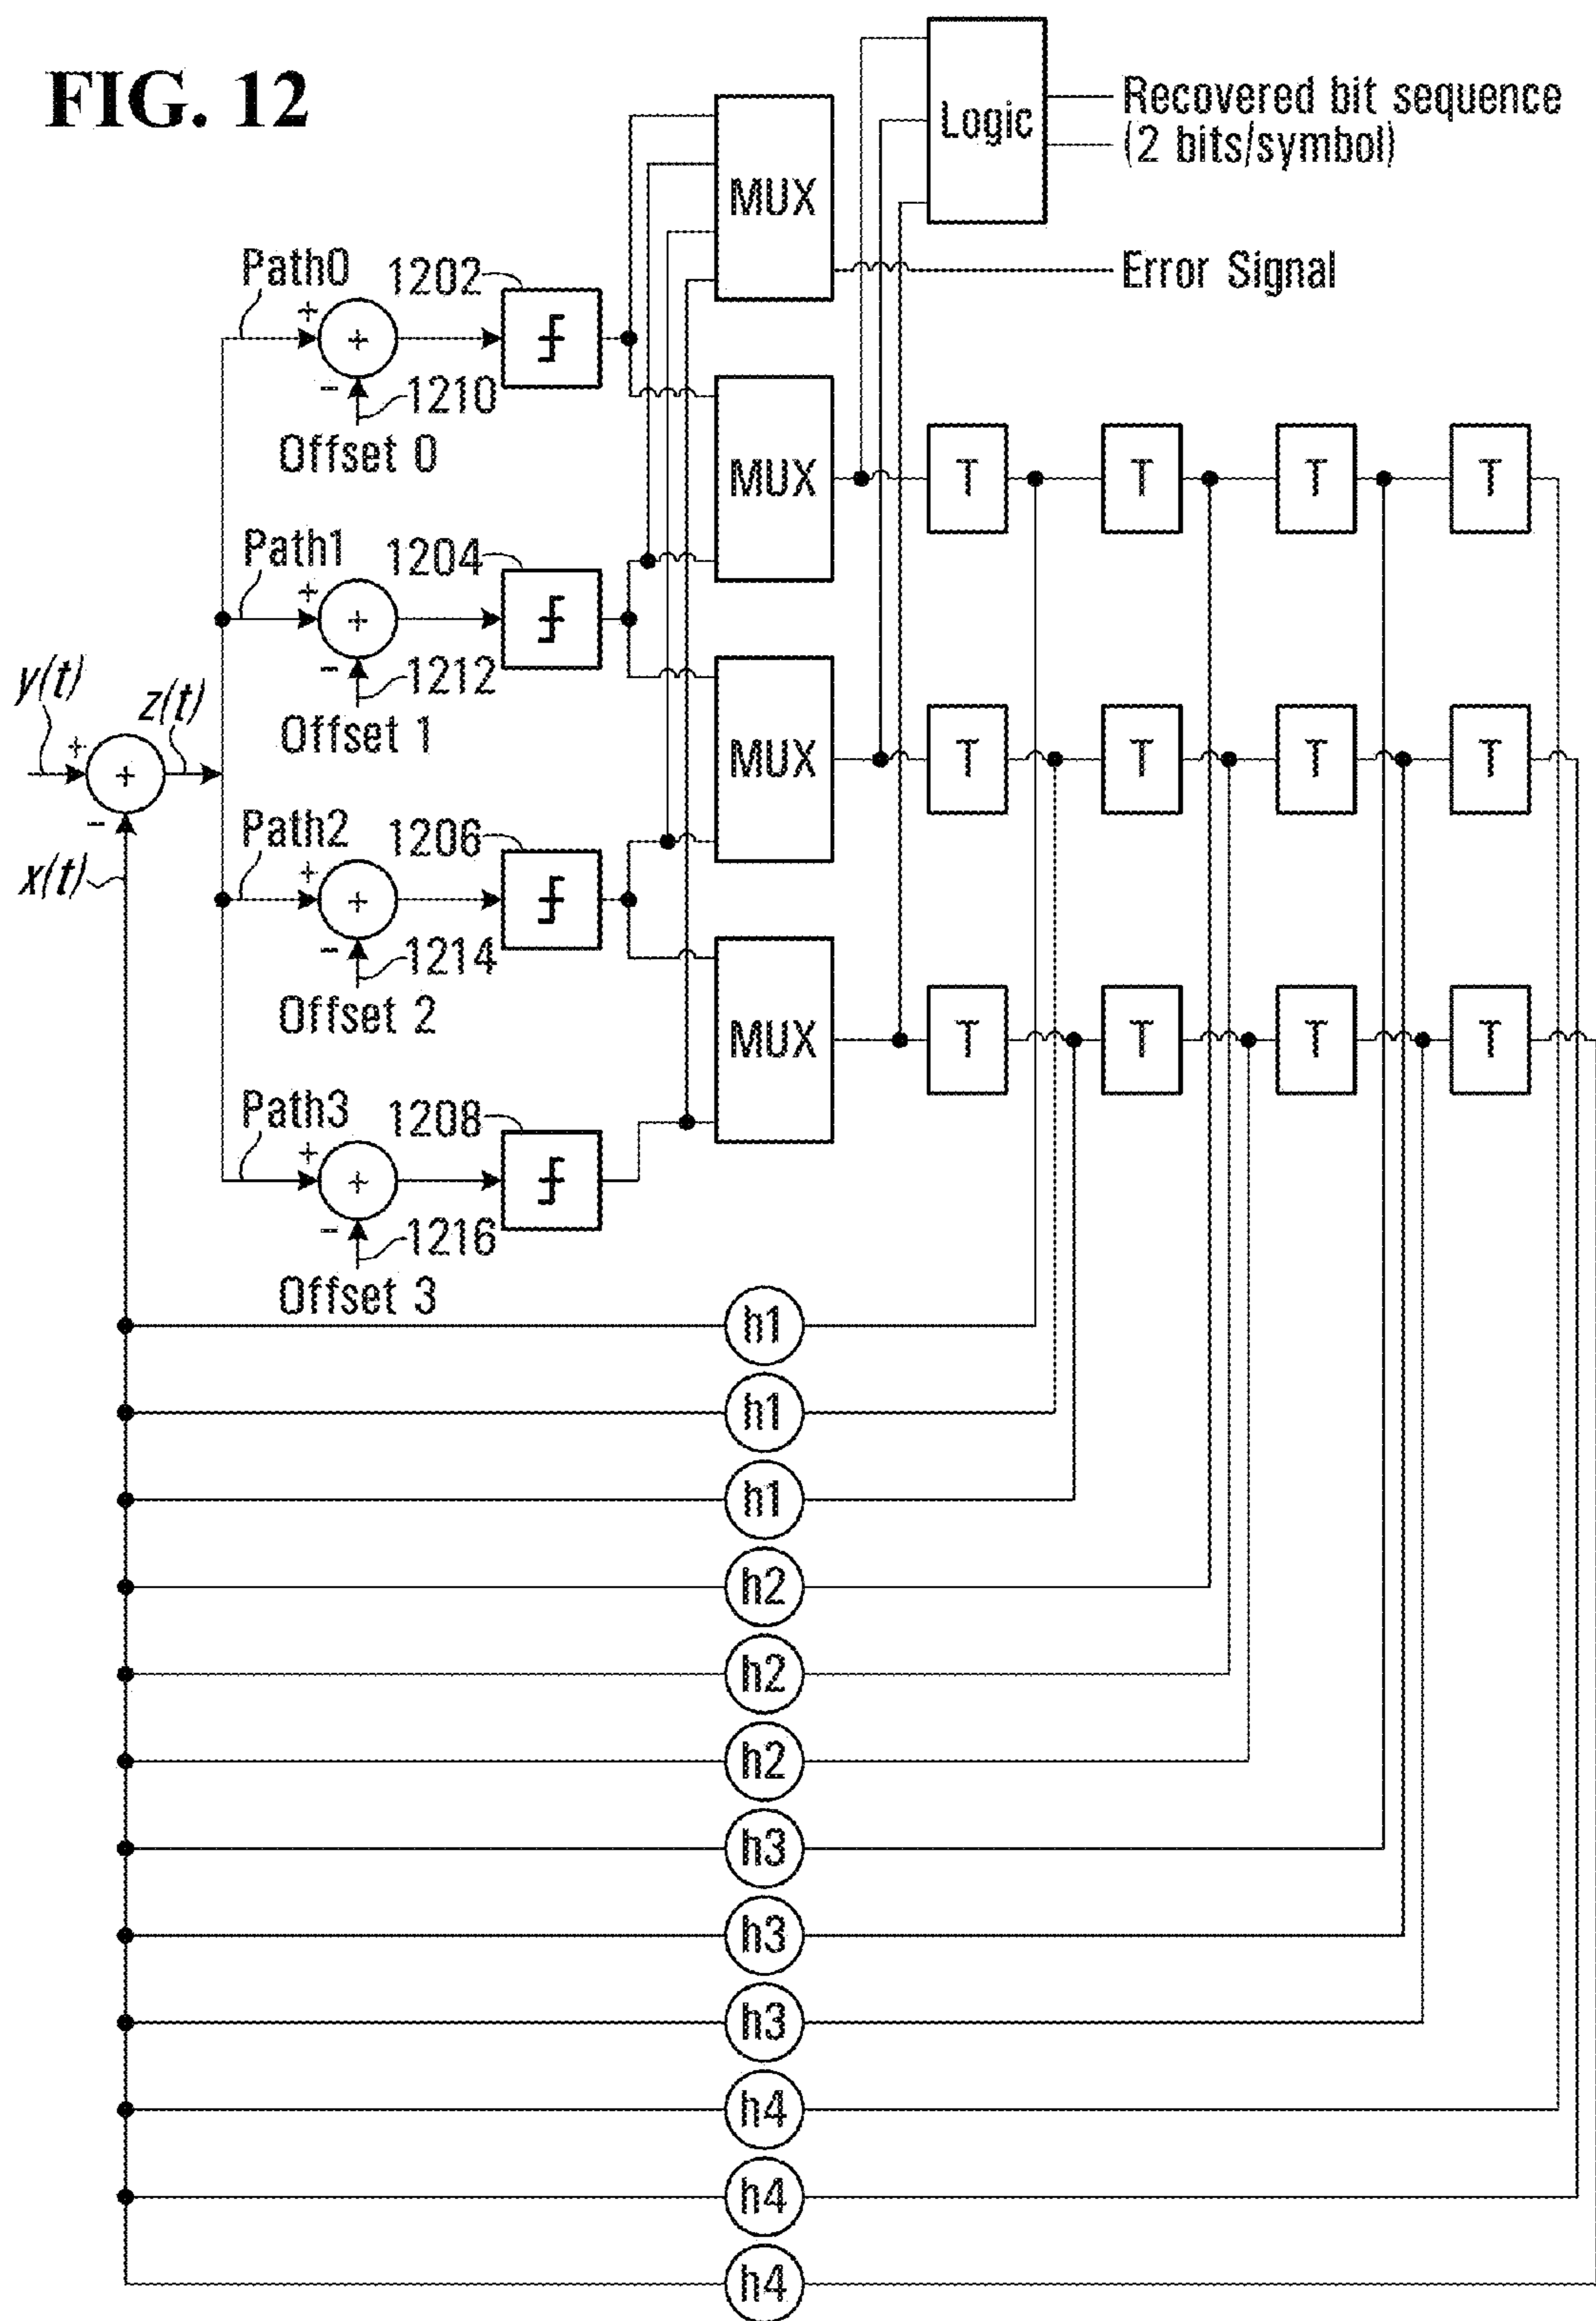 FIG. 12
Logic
Recovered bit sequence
(2 bits/symbol)
MUX
Error Signal
Path0
1202
+
+
-
1210
Offset 0
MUX
T
T
T
T
Path1
1204
+
+
-
1212
Offset 1
MUX
T
T
T
T
y(t)
z(t)
+
+
-
x(t)
Path2
1206
+
+
-
1214
Offset 2
MUX
T
T
T
T
Path3
1208
+
+
-
1216
Offset 3
h1
h1
h1
h2
h2
h2
h3
h3
h3
h4
h4
h4